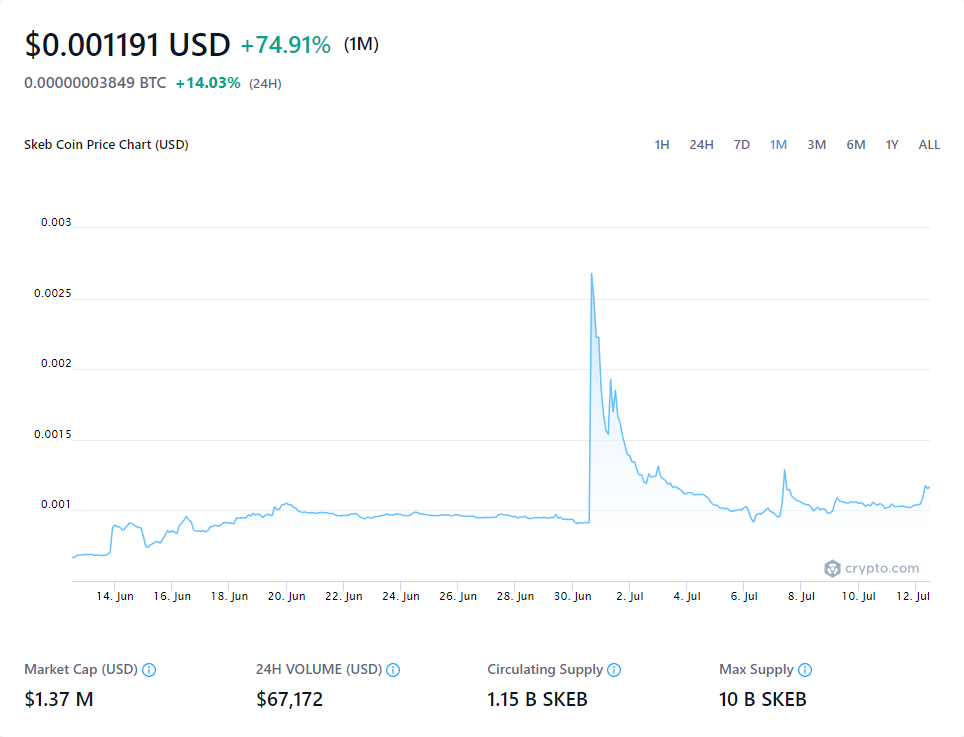 $0.001191 USD +74.91% (1M)
0.00000003849 BTC +14.03% (24H)
Skeb Coin Price Chart (USD) 1H 24H 7D 1M 3M 6M 1Y ALL
0.003
0.0025
0.002
0.0015
0.001
crypto.com
14. Jun 16. Jun 18. Jun 20. Jun 22. Jun 24. Jun 26. Jun 28. Jun 30. Jun 2. Jul 4. Jul 6. Jul 8. Jul 10. Jul 12. Jul
Market Cap (USD) 24H VOLUME (USD) Circulating Supply Max Supply
$1.37 M $67,172 1.15 B SKEB 10 B SKEB